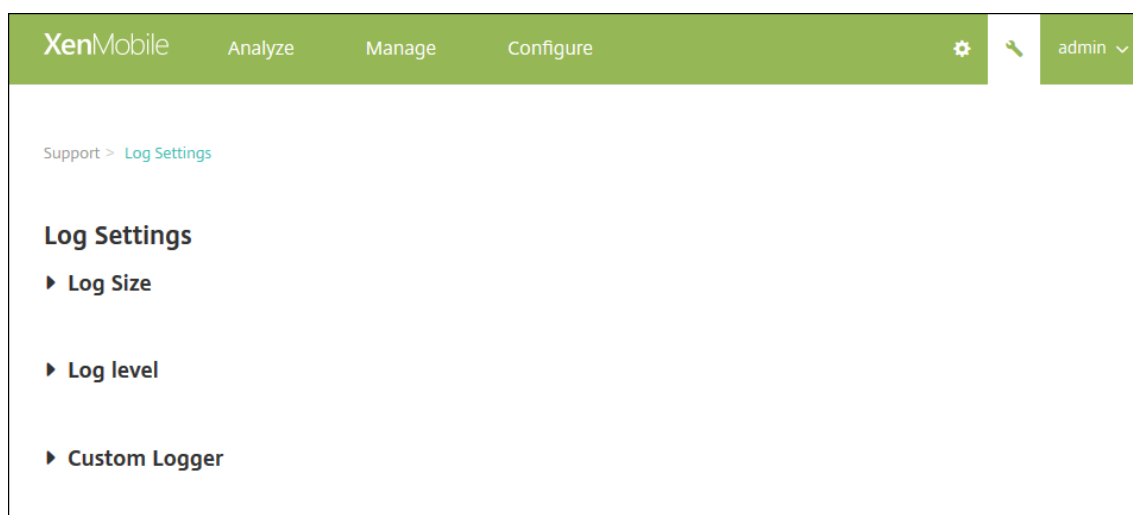 XenMobile Analyze Manage Configure admin
Support > Log Settings
Log Settings
Log Size
Log level
Custom Logger